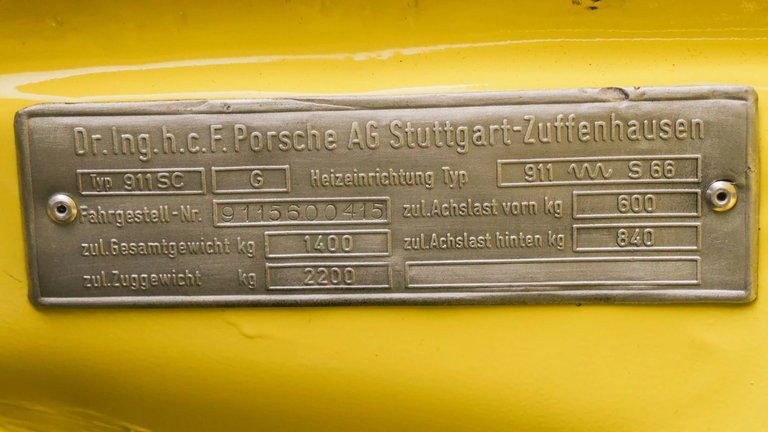 Dr.Ing.h.c.F. Porsche AG Stuttgart-Zuffenhausen
Typ 911SC G Heizeinrichtung Typ 911 S 66
Fahrgestell-Nr. 9115600415 zul.Achslast vorn kg 600
zul.Gesamtgewicht kg 1400 zul.Achslast hinten kg 840
zul.Zuggewicht kg 2200